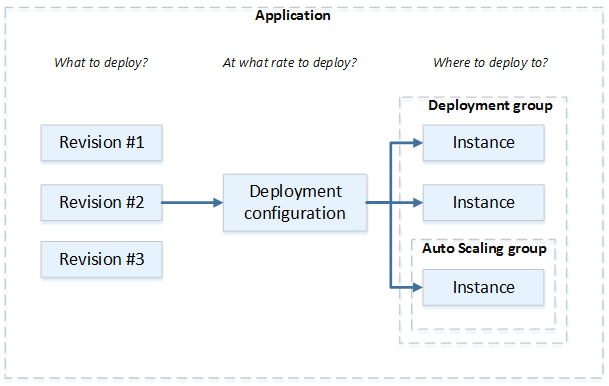 Application
What to deploy?
At what rate to deploy?
Where to deploy to?
Deployment group
Revision #1
Revision #2
Revision #3
Deployment
configuration
Instance
Instance
Auto Scaling group
Instance